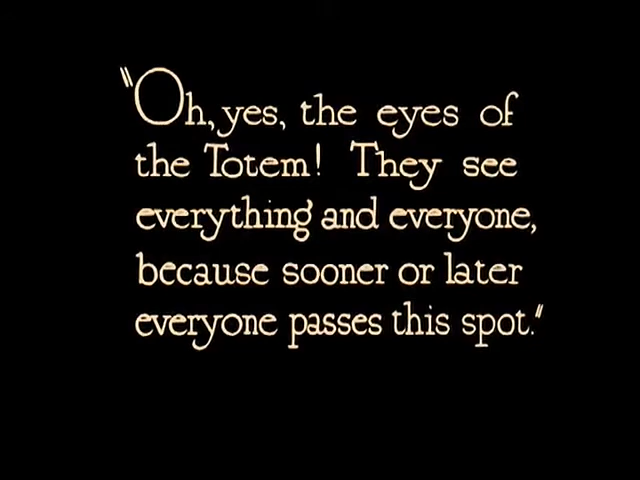 "Oh, yes, the eyes of
the Totem! They see
everything and everyone,
because sooner or later
everyone passes this spot."